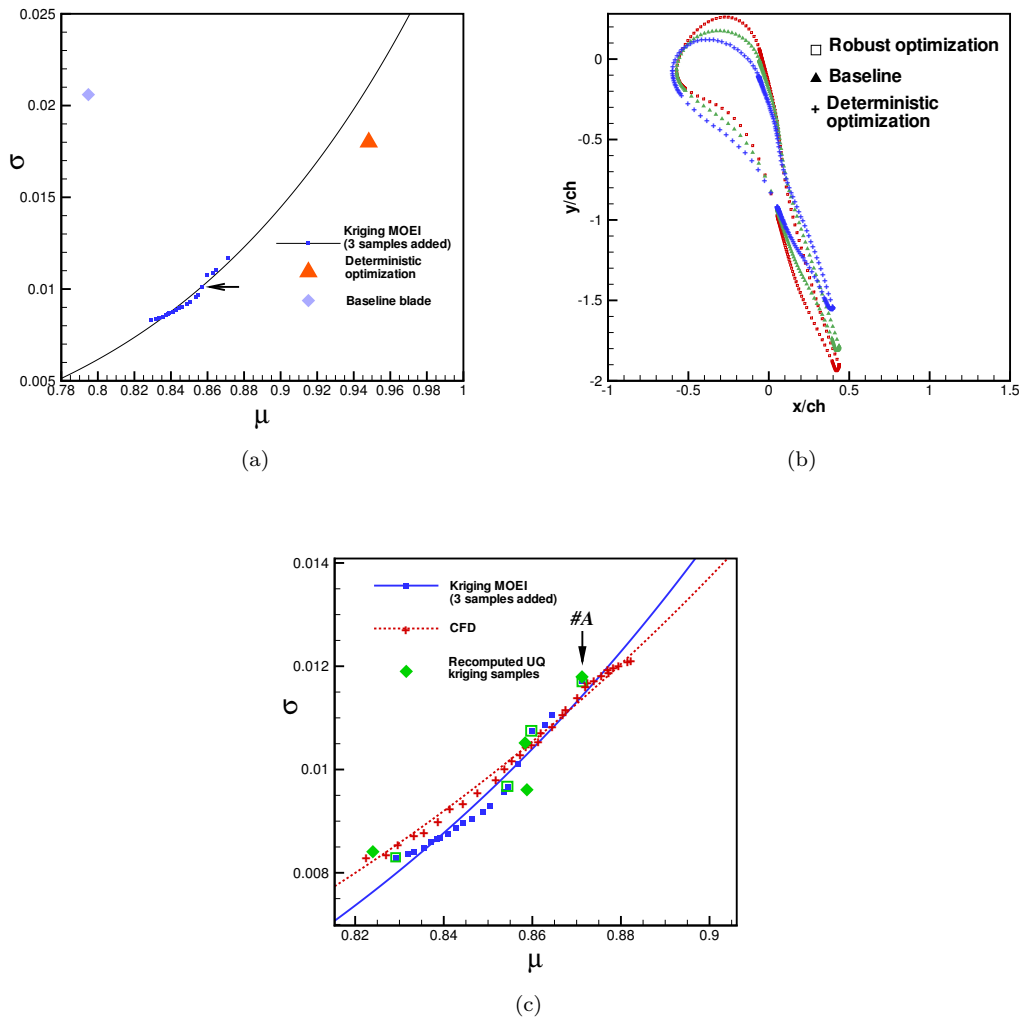 0.025
0.02
0.015
0.01
0.005
σ
0.78 0.8 0.82 0.84 0.86 0.88 0.9 0.92 0.94 0.96 0.98 1
μ
Kriging MOEI
(3 samples added)
Deterministic
optimization
Baseline blade
(a)
0
-0.5
-1
-1.5
-2
y/ch
-1 -0.5 0 0.5 1 1.5
x/ch
Robust optimization
Baseline
Deterministic
optimization
(b)
0.014
0.012
0.01
0.008
σ
0.82 0.84 0.86 0.88 0.9
μ
Kriging MOEI
(3 samples added)
CFD
Recomputed UQ
kriging samples
#A
(c)